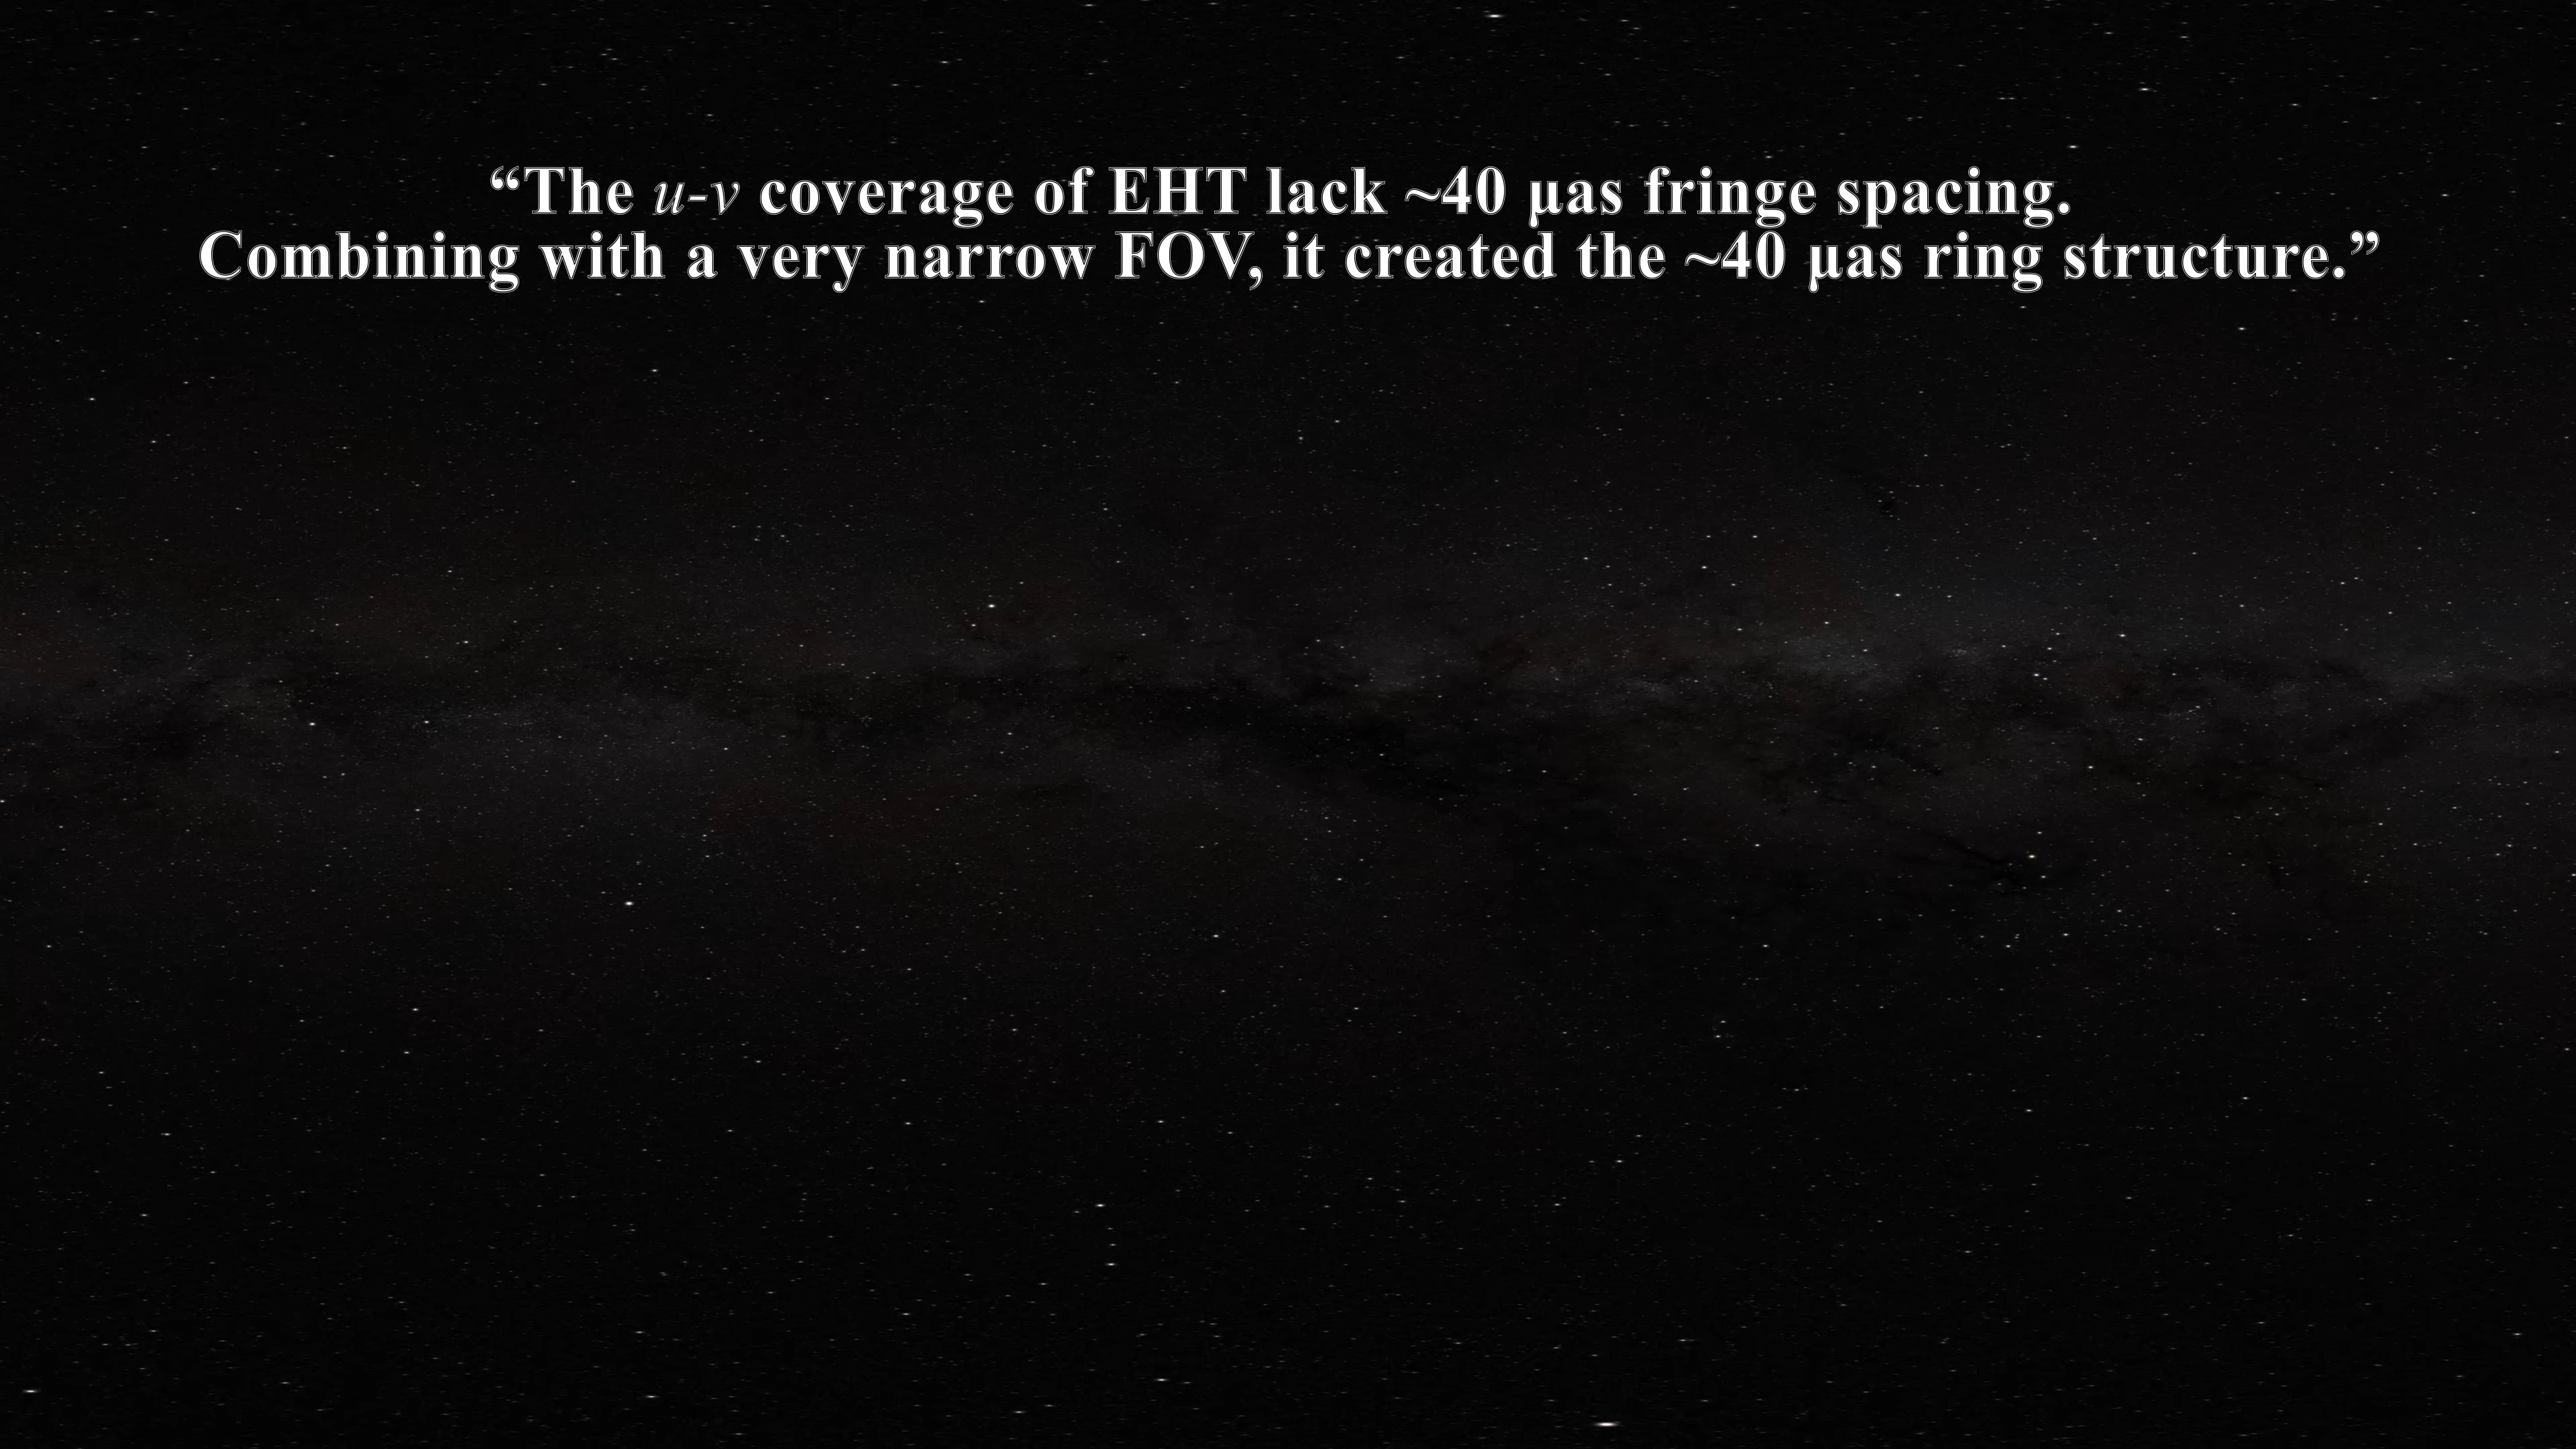 “The u-v coverage of EHT lack ~40 μas fringe spacing.
Combining with a very narrow FOV, it created the ~40 μas ring structure.”